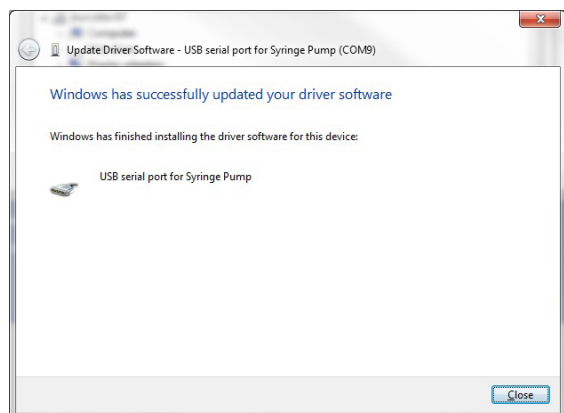 Update Driver Software - USB serial port for Syringe Pump (COM9)
Windows has successfully updated your driver software
Windows has finished installing the driver software for this device:
USB serial port for Syringe Pump
Close